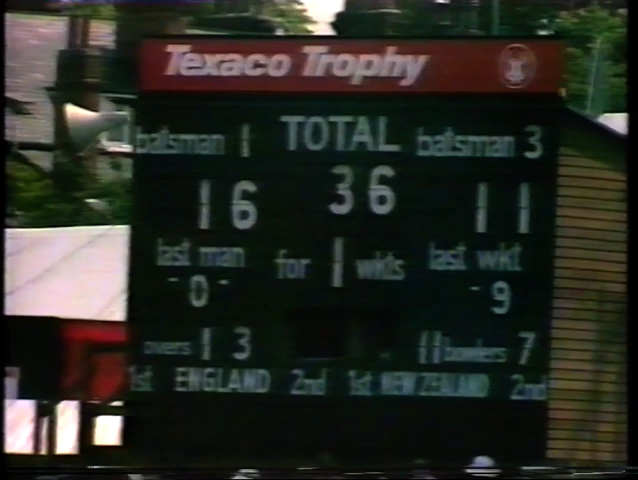 Texaco Trophy
batsman 1 TOTAL batsman 3
16 36 11
last man for 1 wkts last wkt
-0- -9
overs 13 11 bowlers 7
1st ENGLAND 2nd 1st NEW ZEALAND 2nd